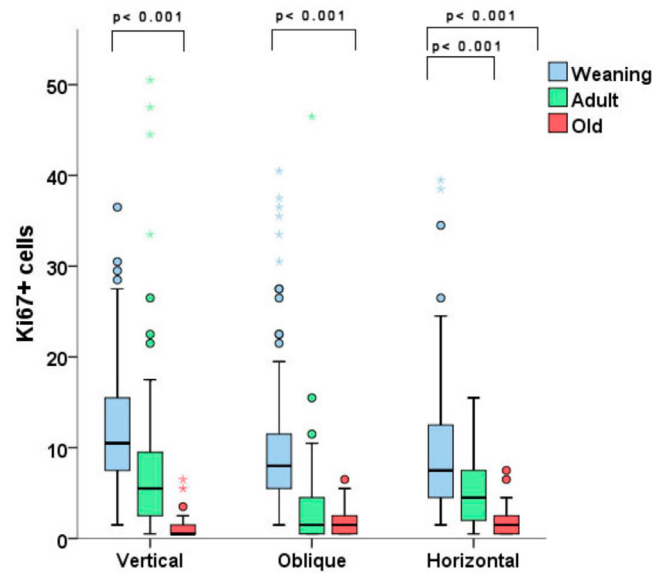 p< 0.001
p< 0.001
p< 0.001
p< 0.001
Weaning
Adult
Old
Ki67+ cells
50
40
30
20
10
0
Vertical
Oblique
Horizontal